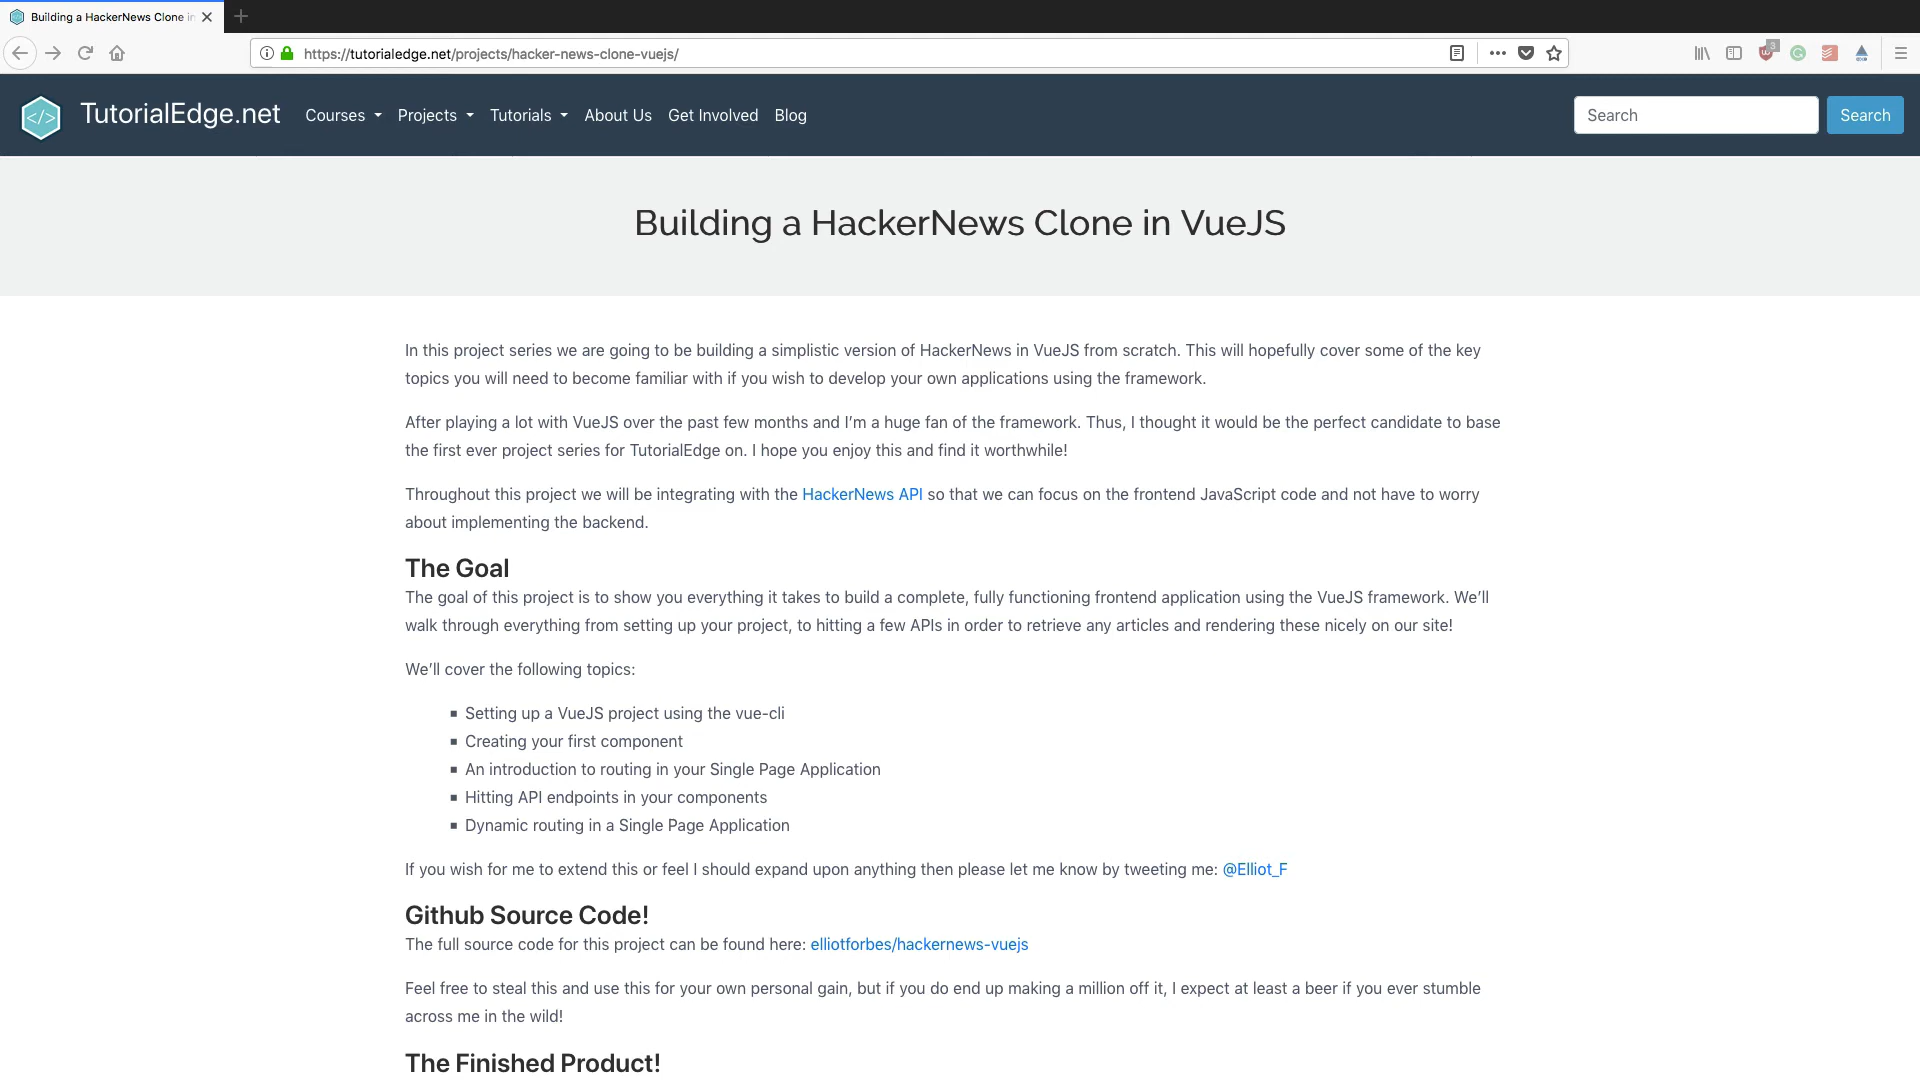 Building a HackerNews Clone in
https://tutorialedge.net/projects/hacker-news-clone-vuejs/
3
</>
TutorialEdge.net
Courses
Projects
Tutorials
About Us
Get Involved
Blog
Search
Search
Building a HackerNews Clone in VueJS
In this project series we are going to be building a simplistic version of HackerNews in VueJS from scratch. This will hopefully cover some of the key
topics you will need to become familiar with if you wish to develop your own applications using the framework.
After playing a lot with VueJS over the past few months and I’m a huge fan of the framework. Thus, I thought it would be the perfect candidate to base
the first ever project series for TutorialEdge on. I hope you enjoy this and find it worthwhile!
Throughout this project we will be integrating with the HackerNews API so that we can focus on the frontend JavaScript code and not have to worry
about implementing the backend.
The Goal
The goal of this project is to show you everything it takes to build a complete, fully functioning frontend application using the VueJS framework. We’ll
walk through everything from setting up your project, to hitting a few APIs in order to retrieve any articles and rendering these nicely on our site!
We’ll cover the following topics:
▪ Setting up a VueJS project using the vue-cli
▪ Creating your first component
▪ An introduction to routing in your Single Page Application
▪ Hitting API endpoints in your components
▪ Dynamic routing in a Single Page Application
If you wish for me to extend this or feel I should expand upon anything then please let me know by tweeting me: @Elliot_F
Github Source Code!
The full source code for this project can be found here: elliotforbes/hackernews-vuejs
Feel free to steal this and use this for your own personal gain, but if you do end up making a million off it, I expect at least a beer if you ever stumble
across me in the wild!
The Finished Product!